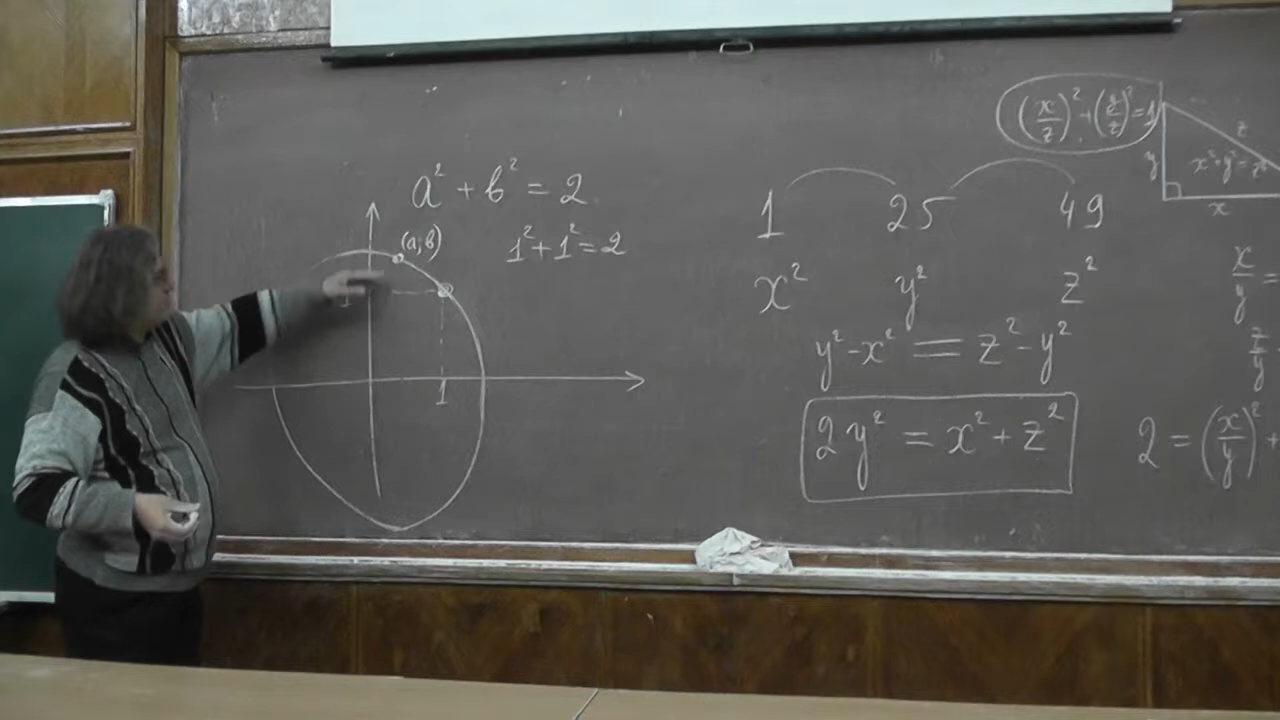 a² + b² = 2
1² + 1² = 2
(a; b)
1
1
1 25 49
x² y² z²
y² - x² = z² - y²
2y² = x² + z²
(x/z)² + (y/z)² = 1
y
z
x² + y² = z²
x
x/y =
z/y
2 = (x/y)² +